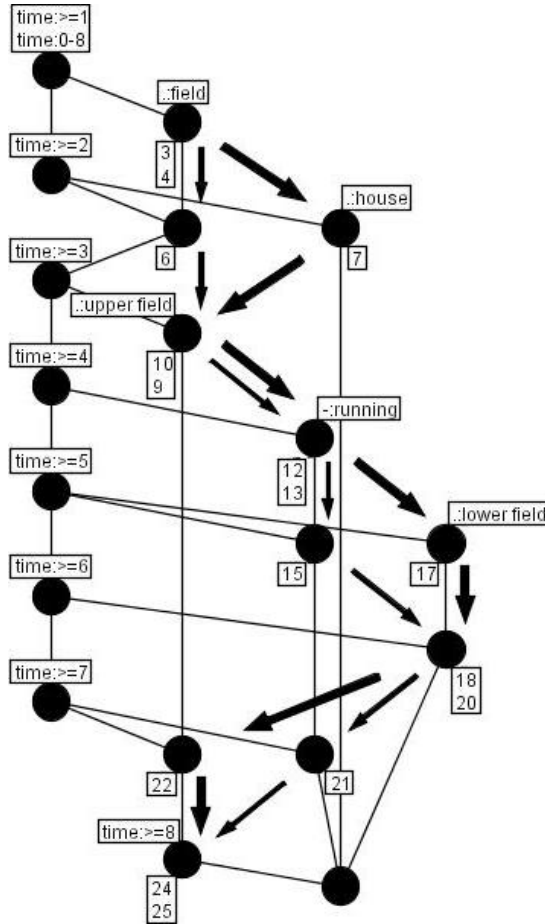 time:>=1
time:0-8
.:field
time:>=2
3
4
.:house
6
7
time:>=3
.:upper field
10
9
time:>=4
-:running
12
13
time:>=5
.:lower field
15
17
time:>=6
18
20
time:>=7
22
21
time:>=8
24
25